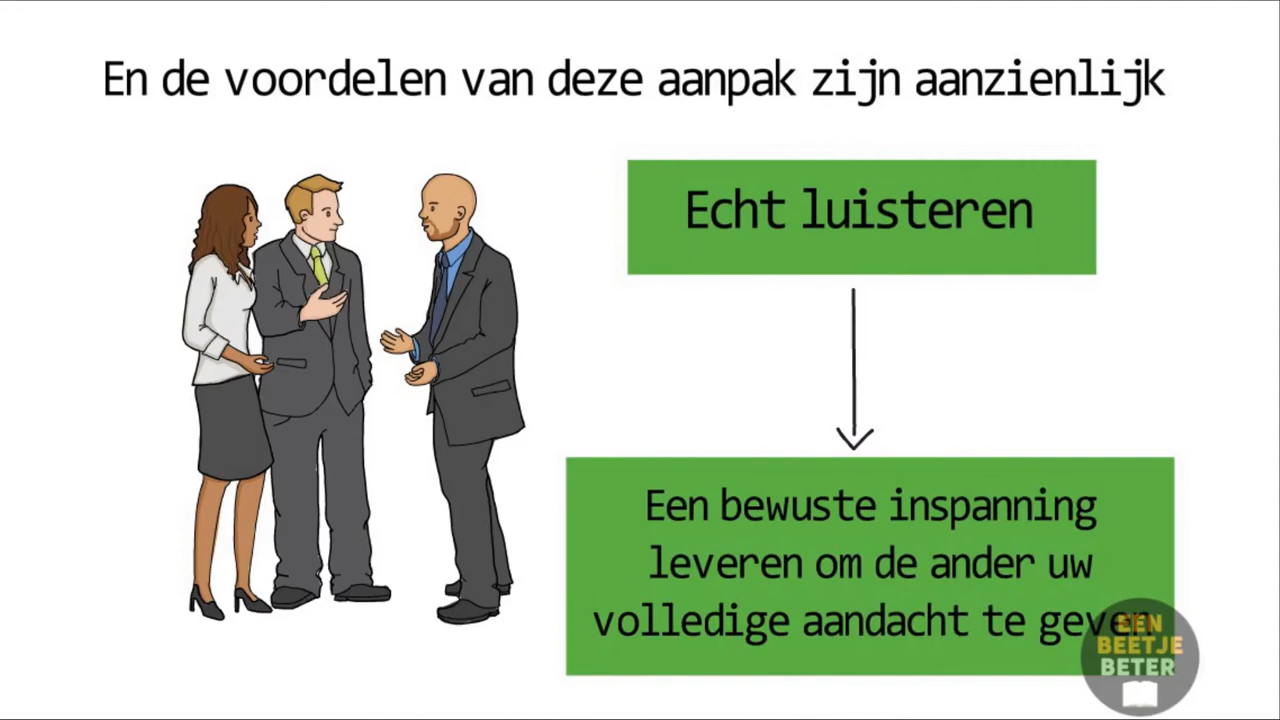 En de voordelen van deze aanpak zijn aanzienlijk
Echt luisteren
Een bewuste inspanning
leveren om de ander uw
volledige aandacht te geven
EEN
BEETJE
BETER